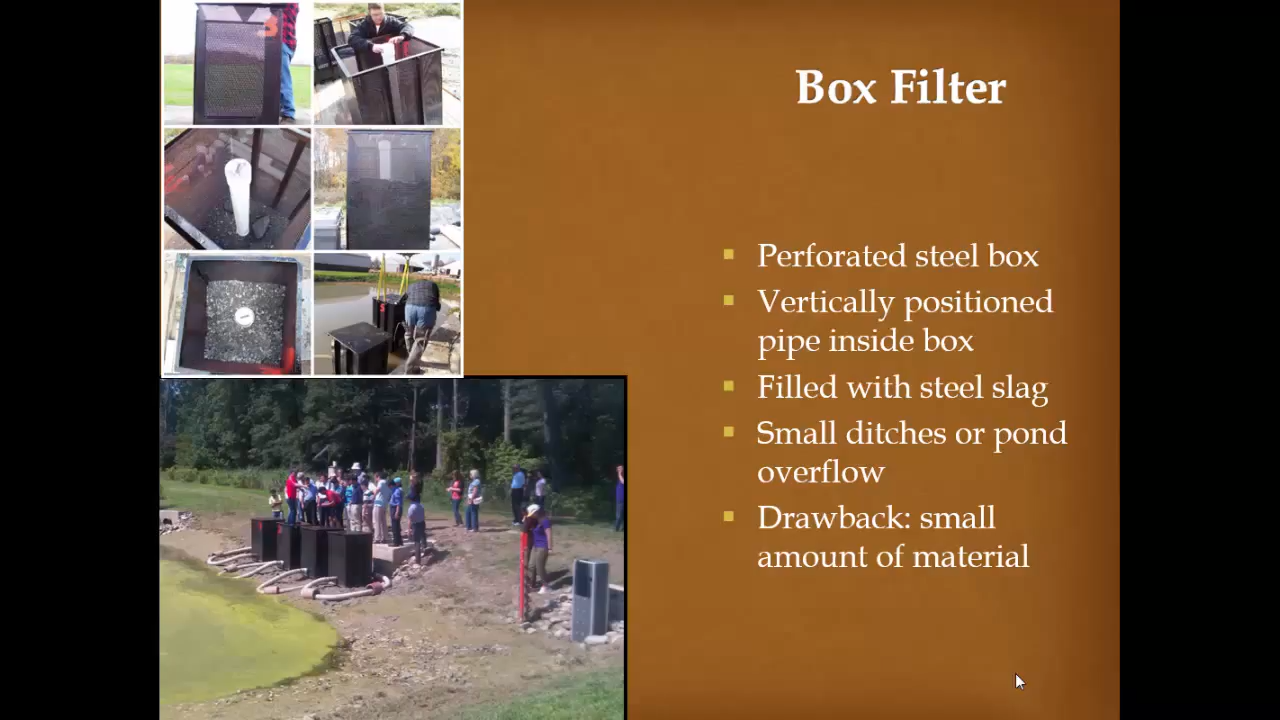 Box Filter
Perforated steel box
Vertically positioned
pipe inside box
Filled with steel slag
Small ditches or pond
overflow
Drawback: small
amount of material